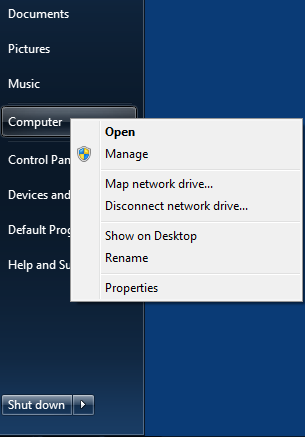 Documents
Pictures
Music
Computer
Open
Manage
Control Pan
Map network drive...
Devices and
Disconnect network drive...
Default Prog
Show on Desktop
Rename
Help and Su
Properties
Shut down